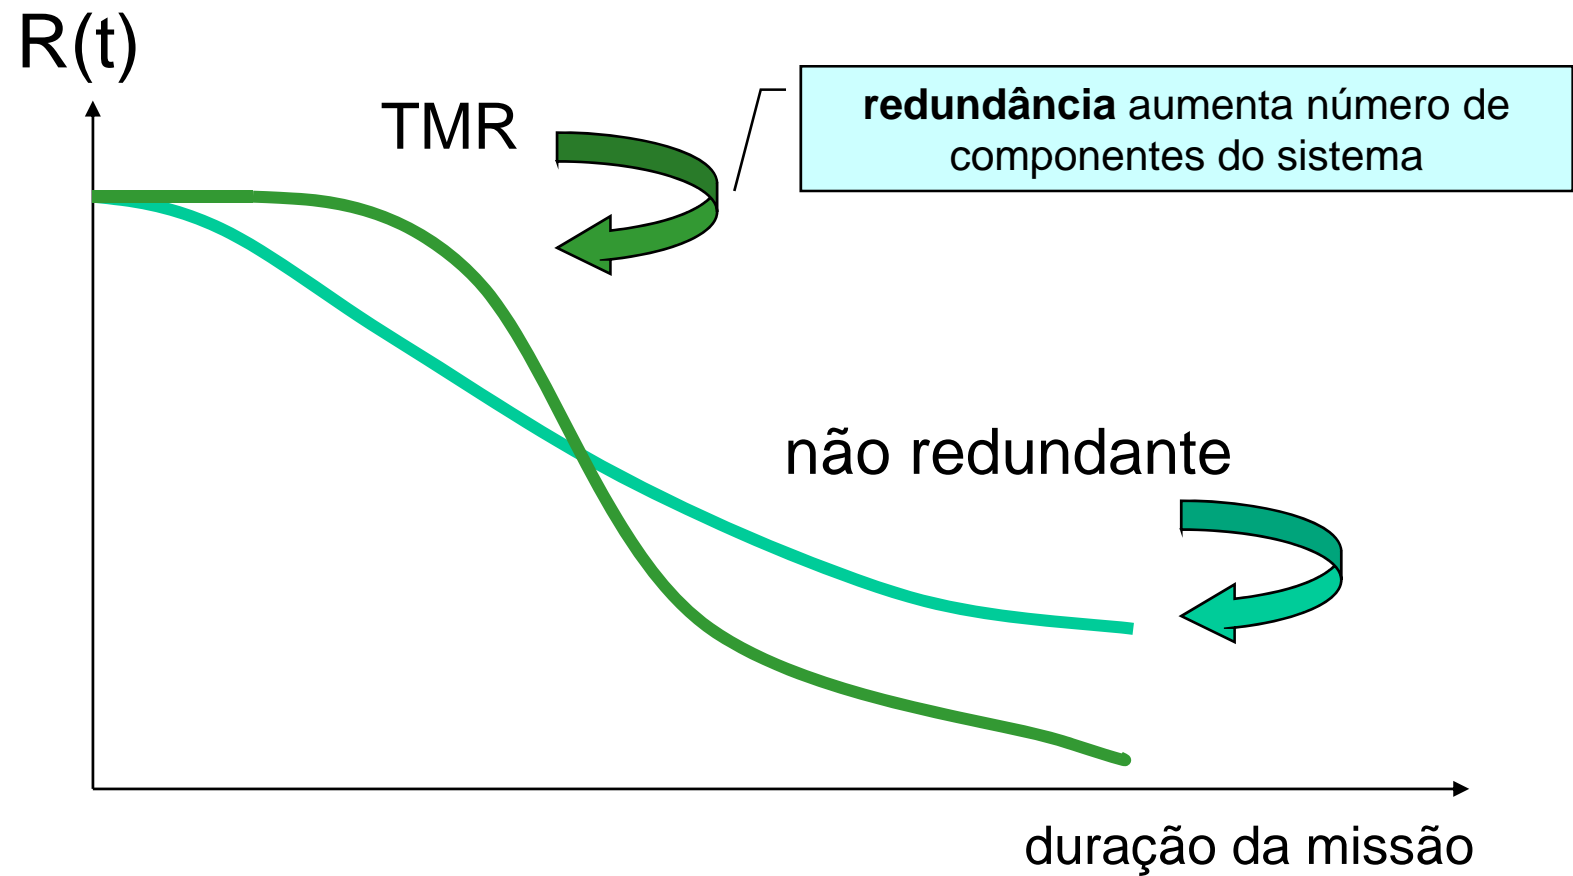 R(t)
TMR
redundância aumenta número de
componentes do sistema
não redundante
duração da missão